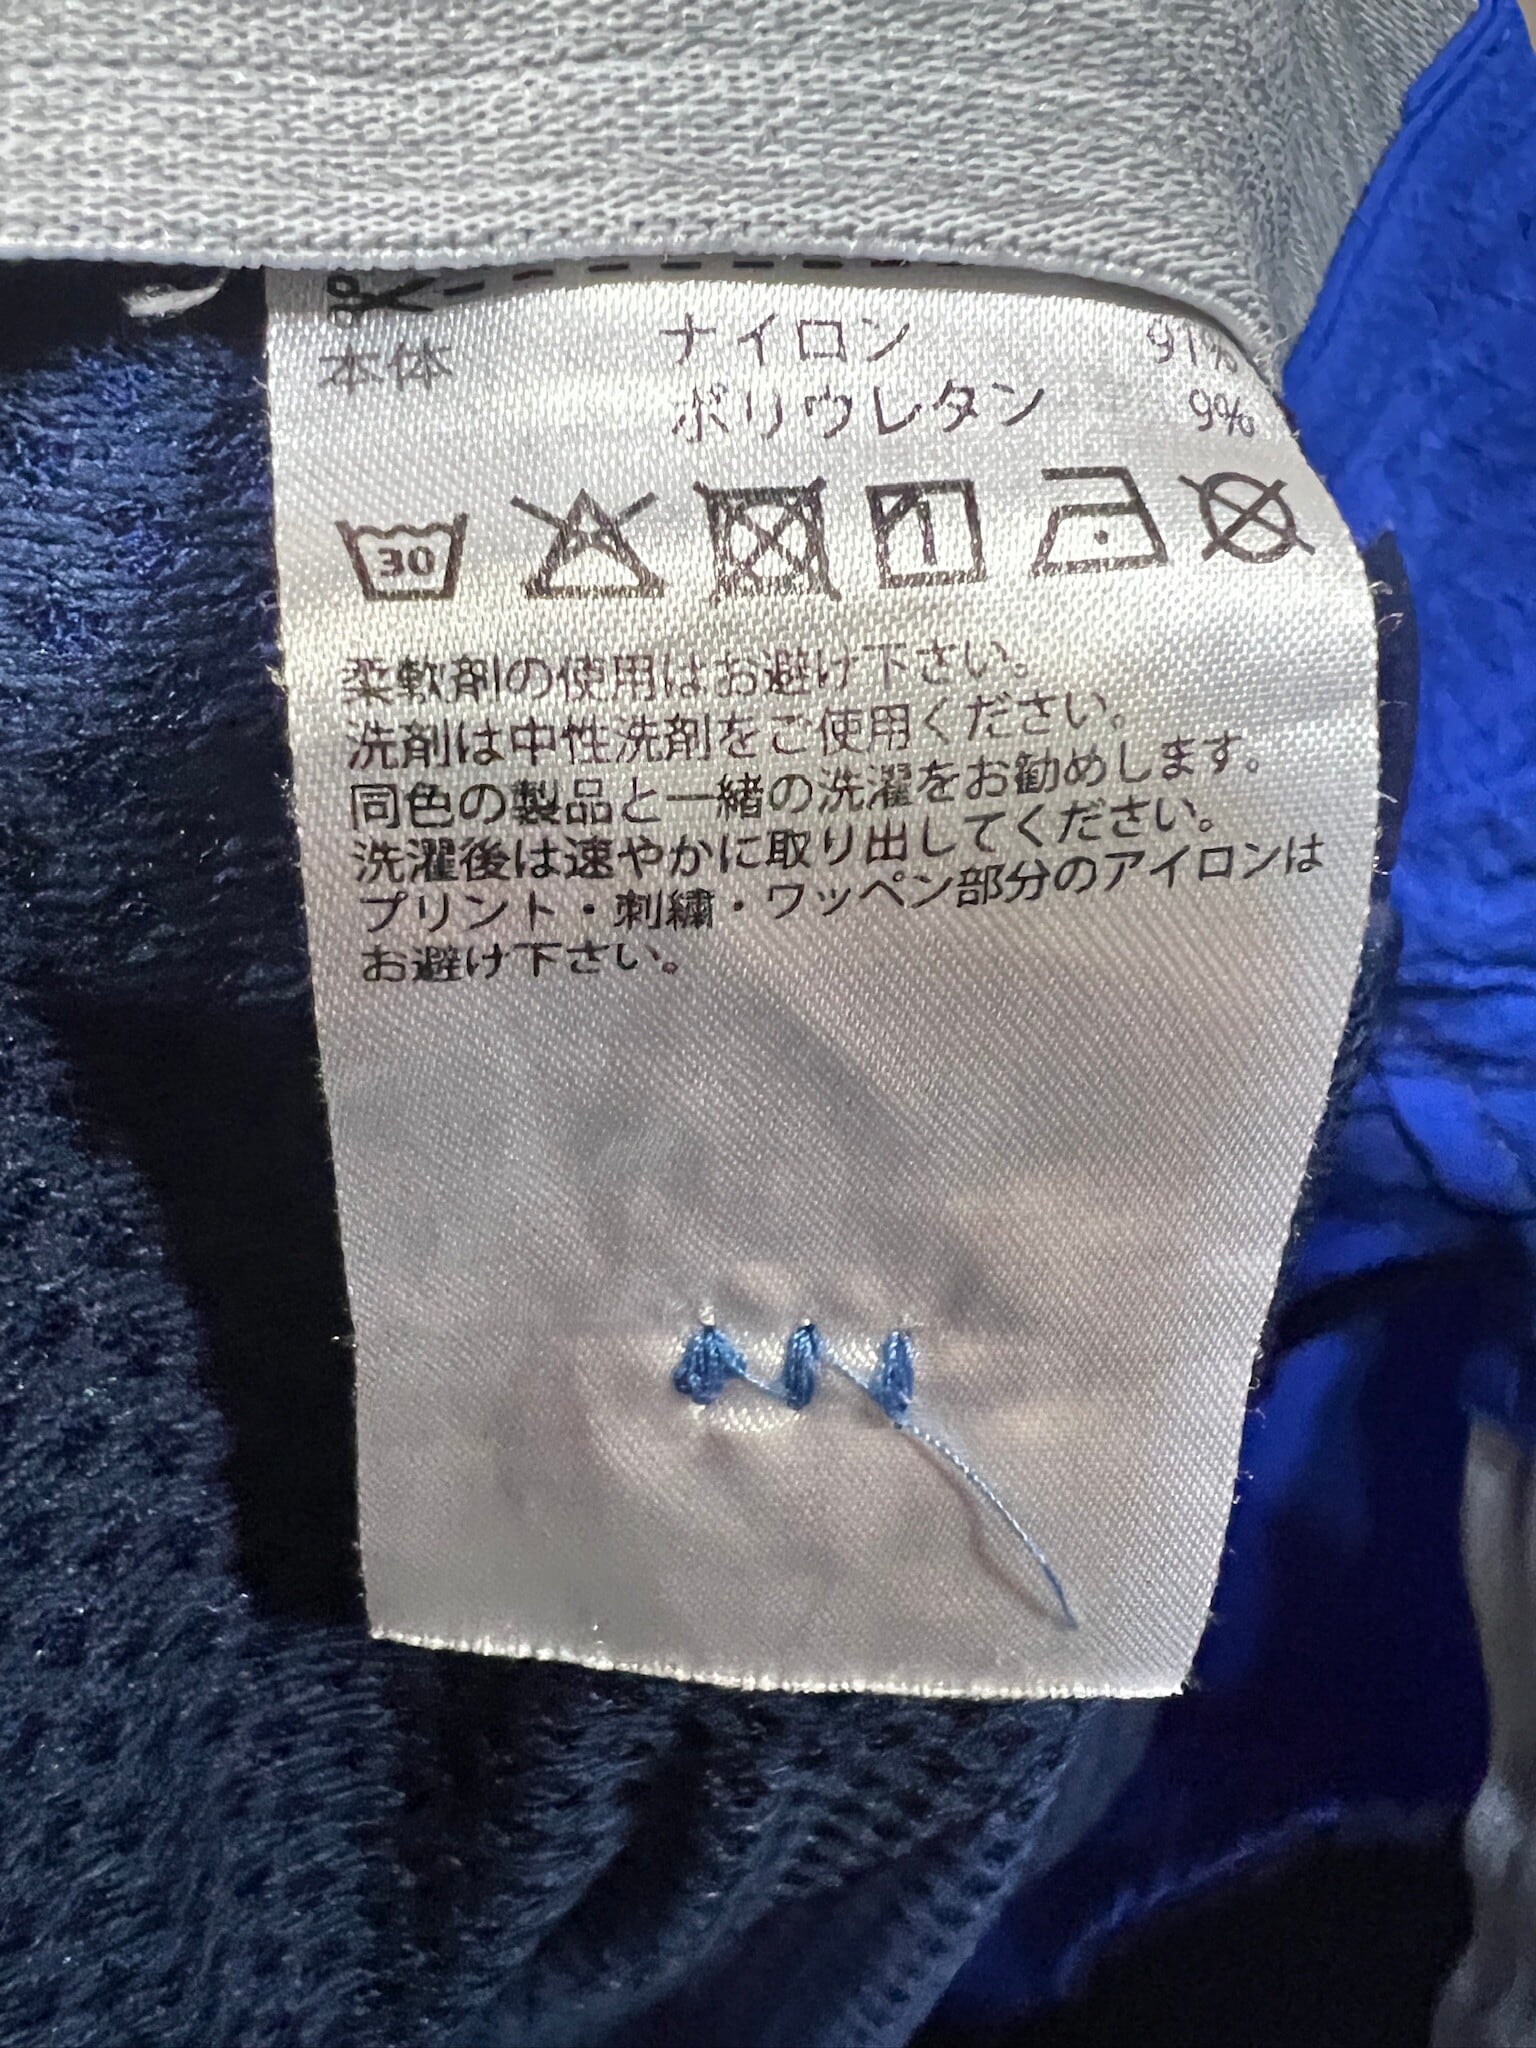 本体 ナイロン 91%
ポリウレタン 9%
30
柔軟剤の使用はお避け下さい。
洗剤は中性洗剤をご使用ください。
同色の製品と一緒の洗濯をお勧めします。
洗濯後は速やかに取り出してください。
プリント・刺繍・ワッペン部分のアイロンは
お避け下さい。